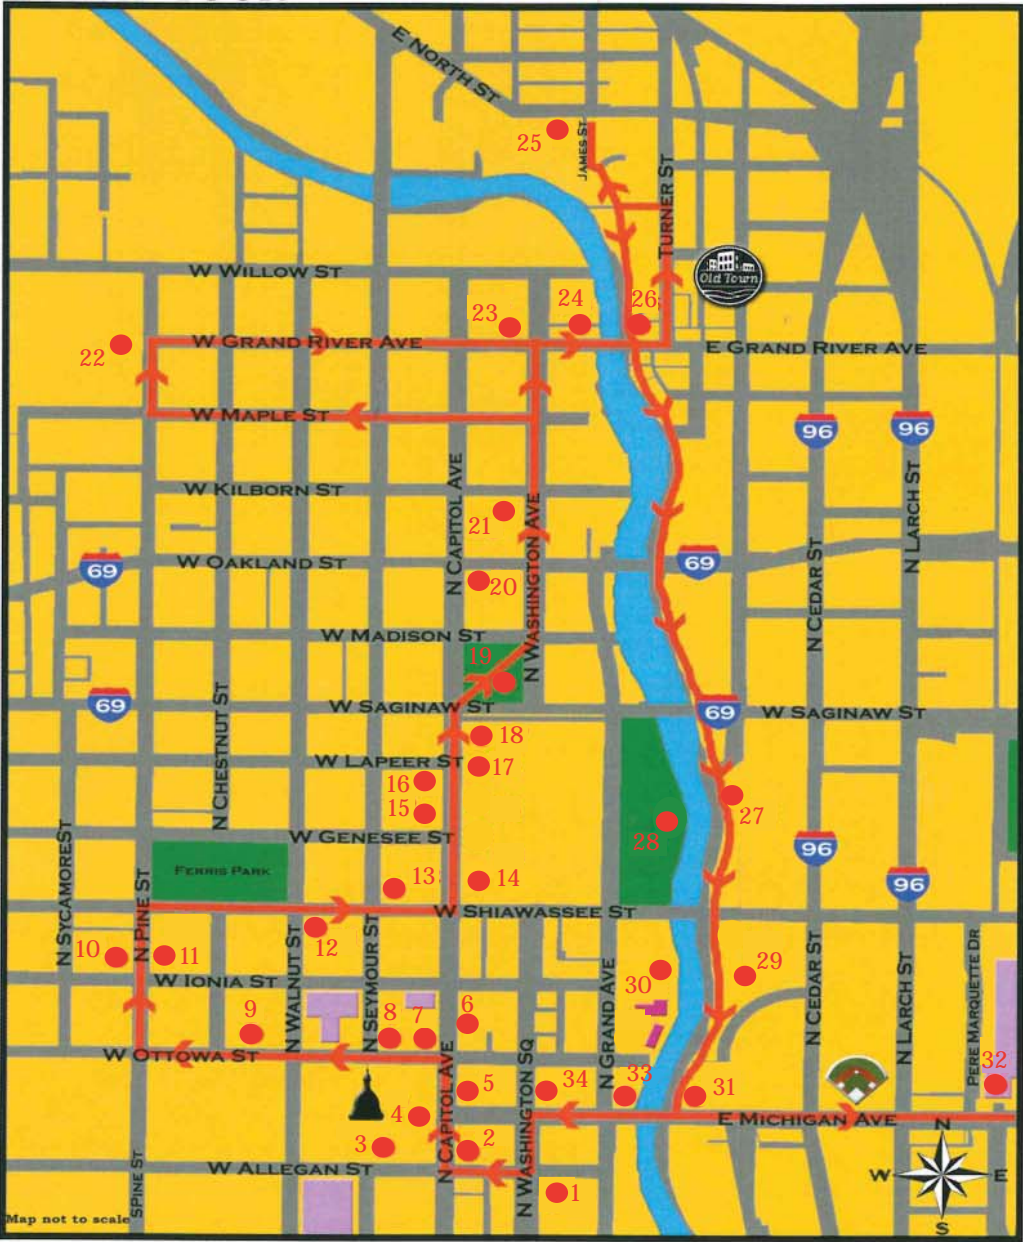 E NORTH ST
25
JAMES ST
TURNER ST
W WILLOW ST
Old Town
22
W GRAND RIVER AVE
23
24
26
E GRAND RIVER AVE
W MAPLE ST
96
96
W KILBORN ST
N CAPITOL AVE
21
N WASHINGTON AVE
N LARCH ST
69
W OAKLAND ST
20
69
N CEDAR ST
W MADISON ST
19
69
N CHESTNUT ST
W SAGINAW ST
69
W SAGINAW ST
18
W LAPEER ST
17
16
15
27
28
W GENESEE ST
96
96
N SYCAMORE ST
FERRIS PARK
N PINE ST
13
14
W SHIAWASSEE ST
12
10
11
N WALNUT ST
N SEYMOUR ST
W IONIA ST
30
29
N GRAND AVE
N CEDAR ST
N LARCH ST
PERE MARQUETTE DR
9
8
7
6
W OTTOWA ST
N CAPITOL AVE
N WASHINGTON SQ
5
34
33
31
32
4
E MICHIGAN AVE
3
2
W ALLEGAN ST
1
SPINE ST
Map not to scale
N
W
E
S